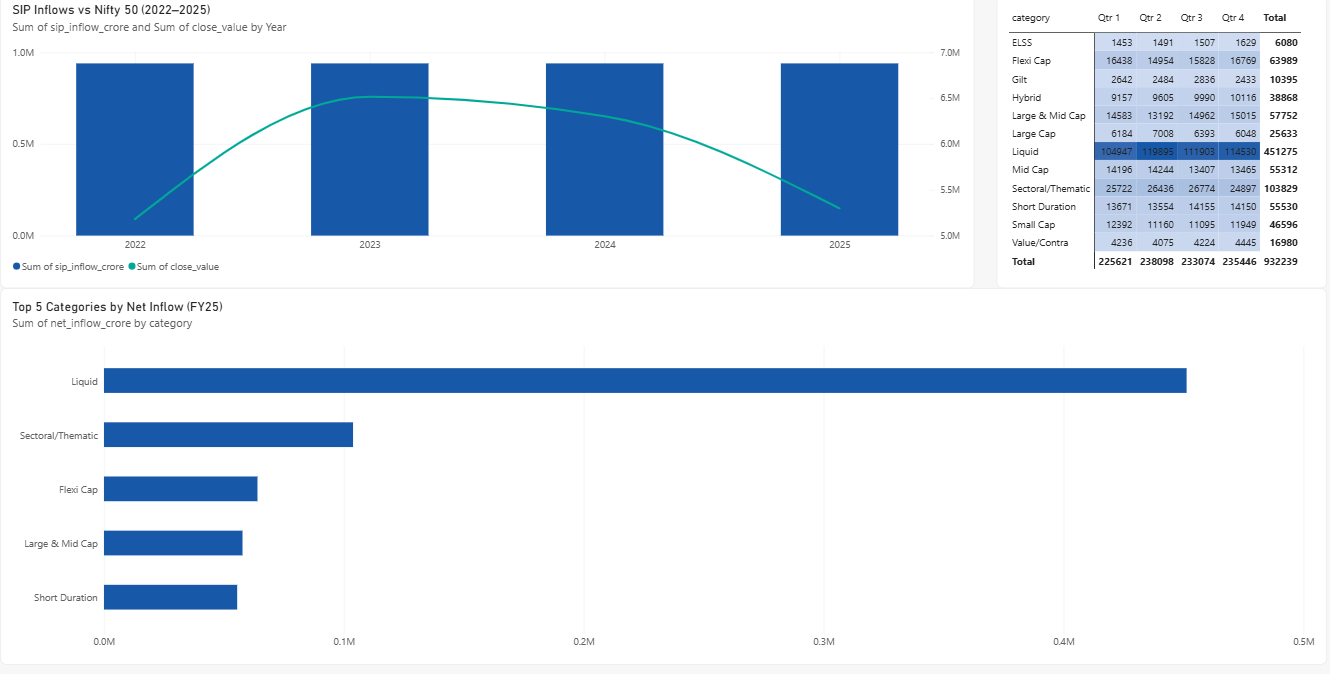 SIP Inflows vs Nifty 50 (2022–2025)
Sum of sip_inflow_crore and Sum of close_value by Year
1.0M
0.5M
0.0M
7.0M
6.5M
6.0M
5.5M
5.0M
2022 2023 2024 2025
Sum of sip_inflow_crore Sum of close_value
category Qtr 1 Qtr 2 Qtr 3 Qtr 4 Total
ELSS 1453 1491 1507 1629 6080
Flexi Cap 16438 14954 15828 16769 63989
Gilt 2642 2484 2836 2433 10395
Hybrid 9157 9605 9990 10116 38868
Large & Mid Cap 14583 13192 14962 15015 57752
Large Cap 6184 7008 6393 6048 25633
Liquid 104947 119895 111903 114530 451275
Mid Cap 14196 14244 13407 13465 55312
Sectoral/Thematic 25722 26436 26774 24897 103829
Short Duration 13671 13554 14155 14150 55530
Small Cap 12392 11160 11095 11949 46596
Value/Contra 4236 4075 4224 4445 16980
Total 225621 238098 233074 235446 932239
Top 5 Categories by Net Inflow (FY25)
Sum of net_inflow_crore by category
Liquid
Sectoral/Thematic
Flexi Cap
Large & Mid Cap
Short Duration
0.0M 0.1M 0.2M 0.3M 0.4M 0.5M